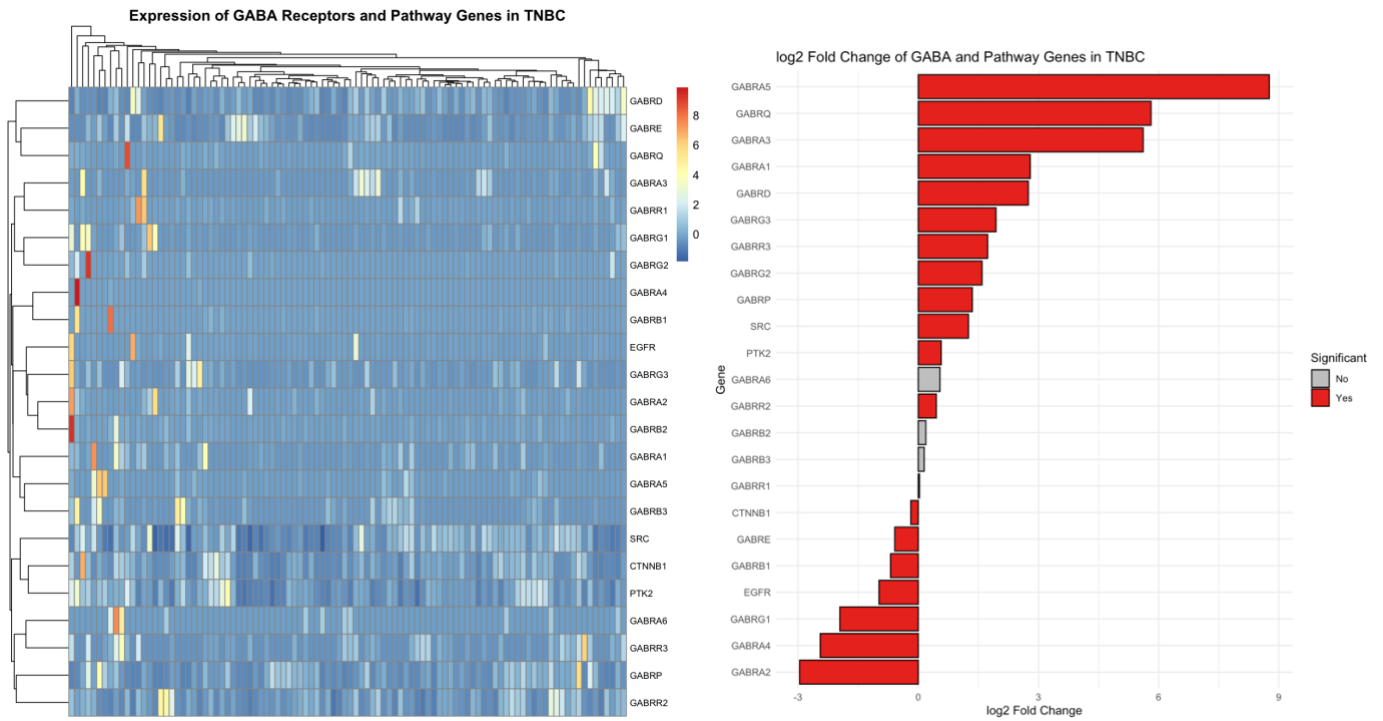 Expression of GABA Receptors and Pathway Genes in TNBC
GABRD
GABRE
GABRQ
GABRA3
GABRR1
GABRG1
GABRG2
GABRA4
GABRB1
EGFR
GABRG3
GABRA2
GABRB2
GABRA1
GABRA5
GABRB3
SRC
CTNNB1
PTK2
GABRA6
GABRR3
GABRP
GABRR2
8
6
4
2
0
log2 Fold Change of GABA and Pathway Genes in TNBC
Gene
GABRA5
GABRQ
GABRA3
GABRA1
GABRD
GABRG3
GABRR3
GABRG2
GABRP
SRC
PTK2
GABRA6
GABRR2
GABRB2
GABRB3
GABRR1
CTNNB1
GABRE
GABRB1
EGFR
GABRG1
GABRA4
GABRA2
-3 0 3 6 9
log2 Fold Change
Significant
No
Yes